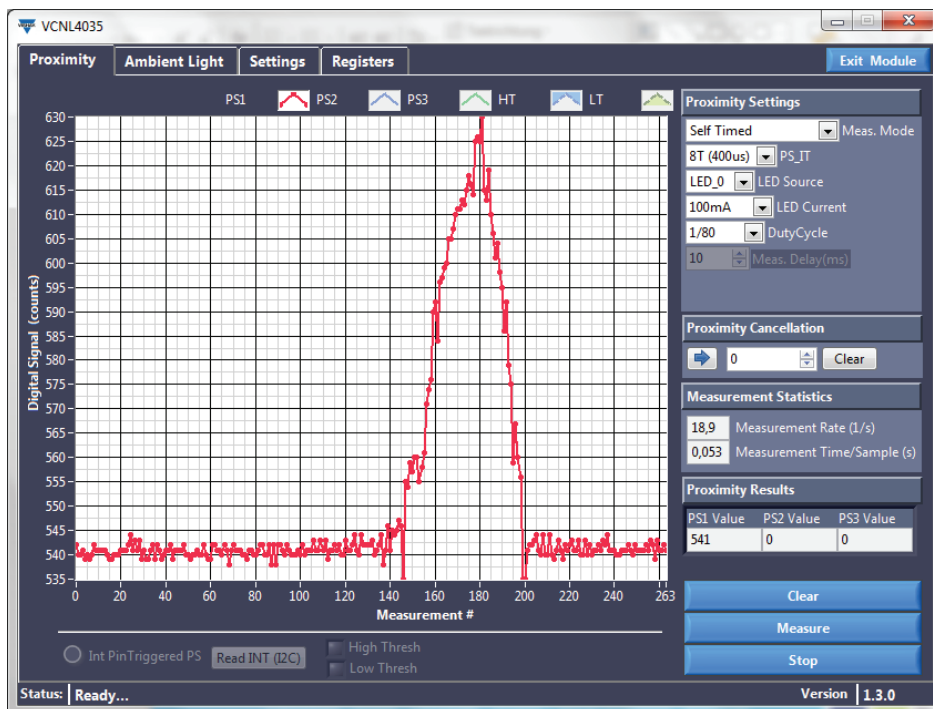 VCNL4035
Proximity Ambient Light Settings Registers Exit Module
PS1 PS2 PS3 HT LT
630
625
620
615
610
605
600
595
590
585
580
575
570
565
560
555
550
545
540
535
Digital Signal (counts)
0 20 40 60 80 100 120 140 160 180 200 220 240 263
Measurement #
Int PinTriggered PS Read INT (I2C) High Thresh
Low Thresh
Proximity Settings
Self Timed Meas. Mode
8T (400us) PS_IT
LED_0 LED Source
100mA LED Current
1/80 DutyCycle
10 Meas. Delay(ms)
Proximity Cancellation
0 Clear
Measurement Statistics
18,9 Measurement Rate (1/s)
0,053 Measurement Time/Sample (s)
Proximity Results
PS1 Value PS2 Value PS3 Value
541 0 0
Clear
Measure
Stop
Status: Ready... Version 1.3.0